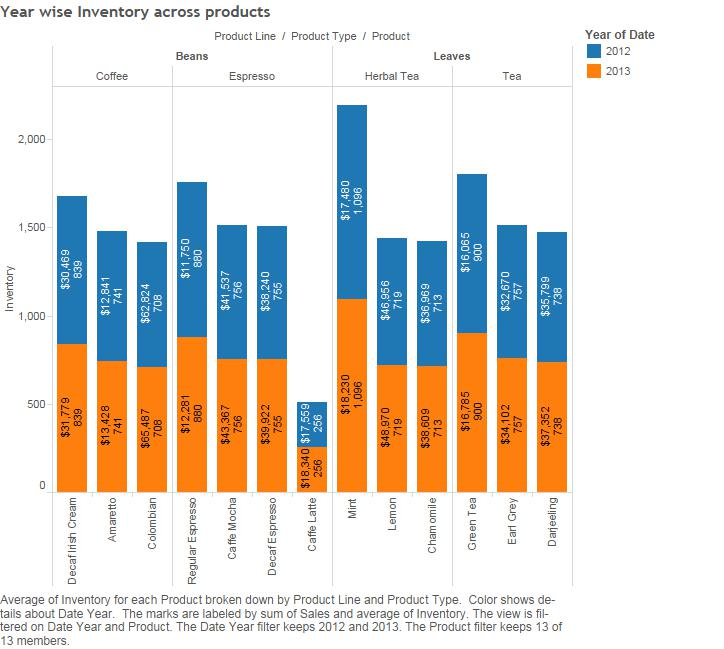 Year wise Inventory across products
Product Line / Product Type / Product
Year of Date
2012
2013
Beans
Leaves
Coffee
Espresso
Herbal Tea
Tea
Inventory
2,000
1,500
1,000
500
0
$30,469
839
$12,841
741
$62,824
708
$11,750
880
$41,537
756
$38,240
755
$17,559
256
$17,480
1,096
$46,956
719
$36,969
713
$16,065
900
$32,670
757
$35,799
738
$31,779
839
$13,428
741
$65,487
708
$12,281
880
$43,367
756
$39,922
755
$18,340
256
$18,230
1,096
$48,970
719
$38,609
713
$16,785
900
$34,102
757
$37,352
738
Decaf Irish Cream
Amaretto
Colombian
Regular Espresso
Caffe Mocha
Decaf Espresso
Caffe Latte
Mint
Lemon
Chamomile
Green Tea
Earl Grey
Darjeeling
Average of Inventory for each Product broken down by Product Line and Product Type.  Color shows de-
tails about Date Year.  The marks are labeled by sum of Sales and average of Inventory. The view is fil-
tered on Date Year and Product. The Date Year filter keeps 2012 and 2013. The Product filter keeps 13 of
13 members.